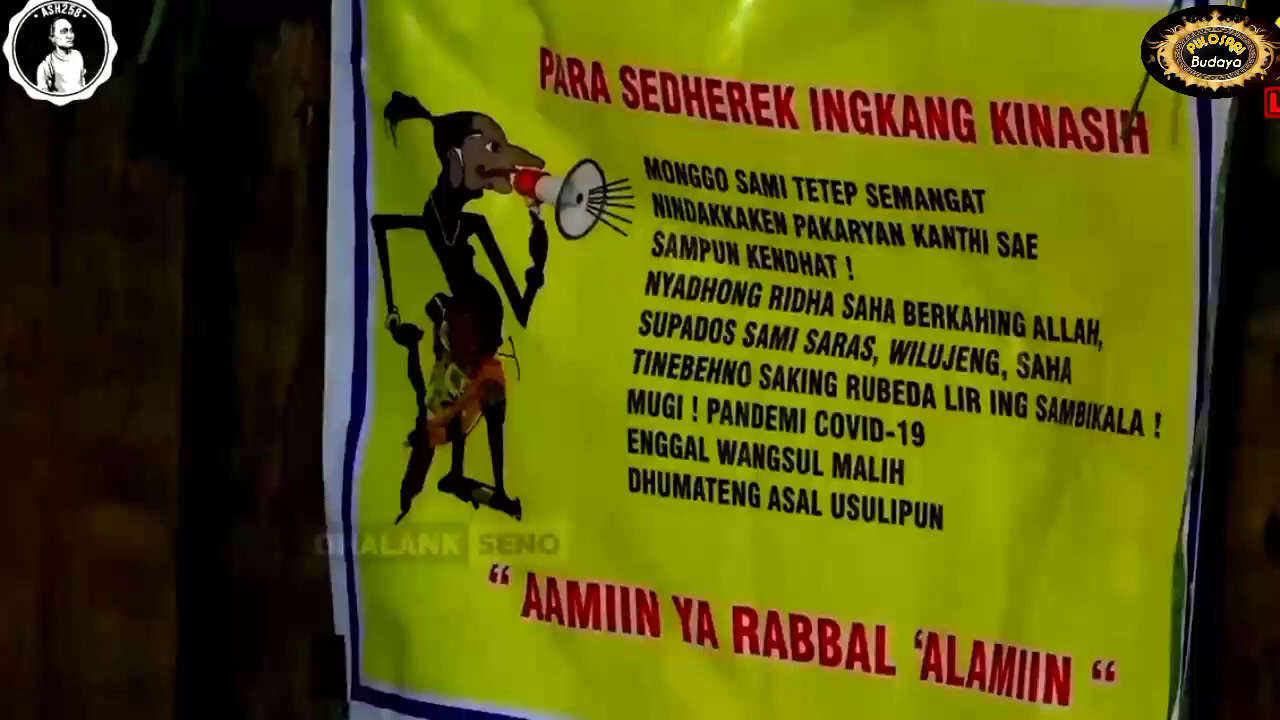 ASH258
PULOSARI
Budaya
PARA SEDHEREK INGKANG KINASIH
MONGGO SAMI TETEP SEMANGAT
NINDAKKAKEN PAKARYAN KANTHI SAE
SAMPUN KENDHAT !
NYADHONG RIDHA SAHA BERKAHING ALLAH,
SUPADOS SAMI SARAS, WILUJENG, SAHA
TINEBEHNO SAKING RUBEDA LIR ING SAMBIKALA !
MUGI ! PANDEMI COVID-19
ENGGAL WANGSUL MALIH
DHUMATENG ASAL USULIPUN
DHALANK SENO
“ AAMIIN YA RABBAL ‘ALAMIIN “